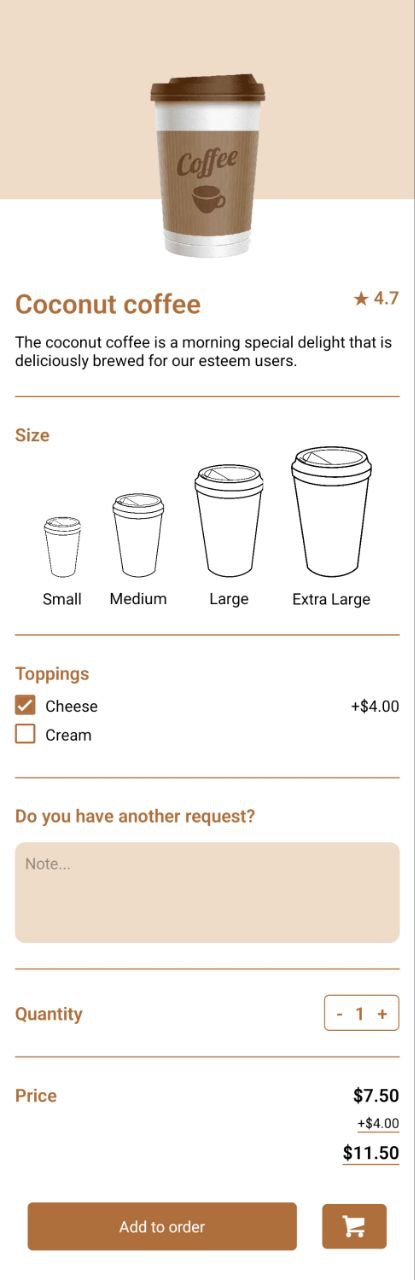 Coffee
Coconut coffee
★ 4.7
The coconut coffee is a morning special delight that is
deliciously brewed for our esteem users.
Size
Small Medium Large Extra Large
Toppings
Cheese +$4.00
Cream
Do you have another request?
Note...
Quantity - 1 +
Price $7.50
+$4.00
$11.50
Add to order